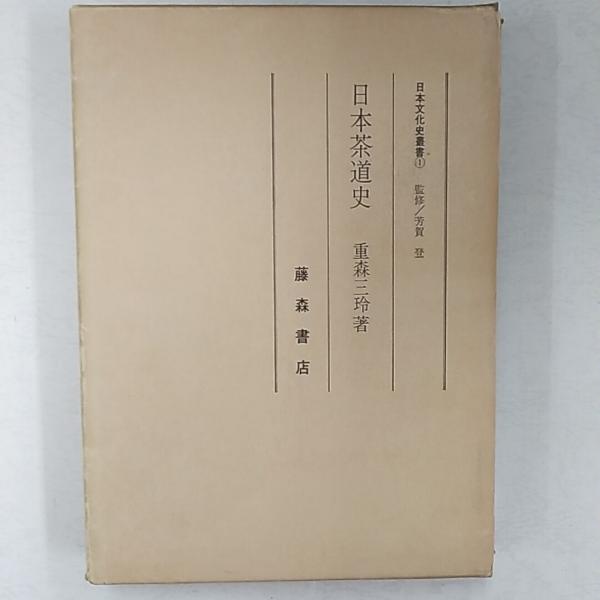 日本文化史叢書① 監修／芳賀 登
日本茶道史 重森三玲著
藤森書店